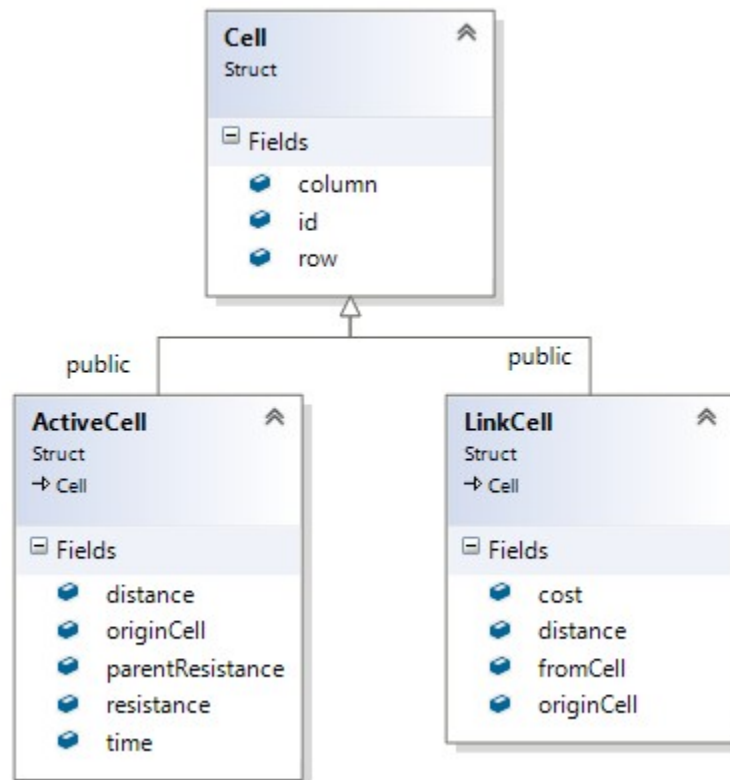 Cell
Struct
Fields
column
id
row
public
public
ActiveCell
Struct
Cell
Fields
distance
originCell
parentResistance
resistance
time
LinkCell
Struct
Cell
Fields
cost
distance
fromCell
originCell